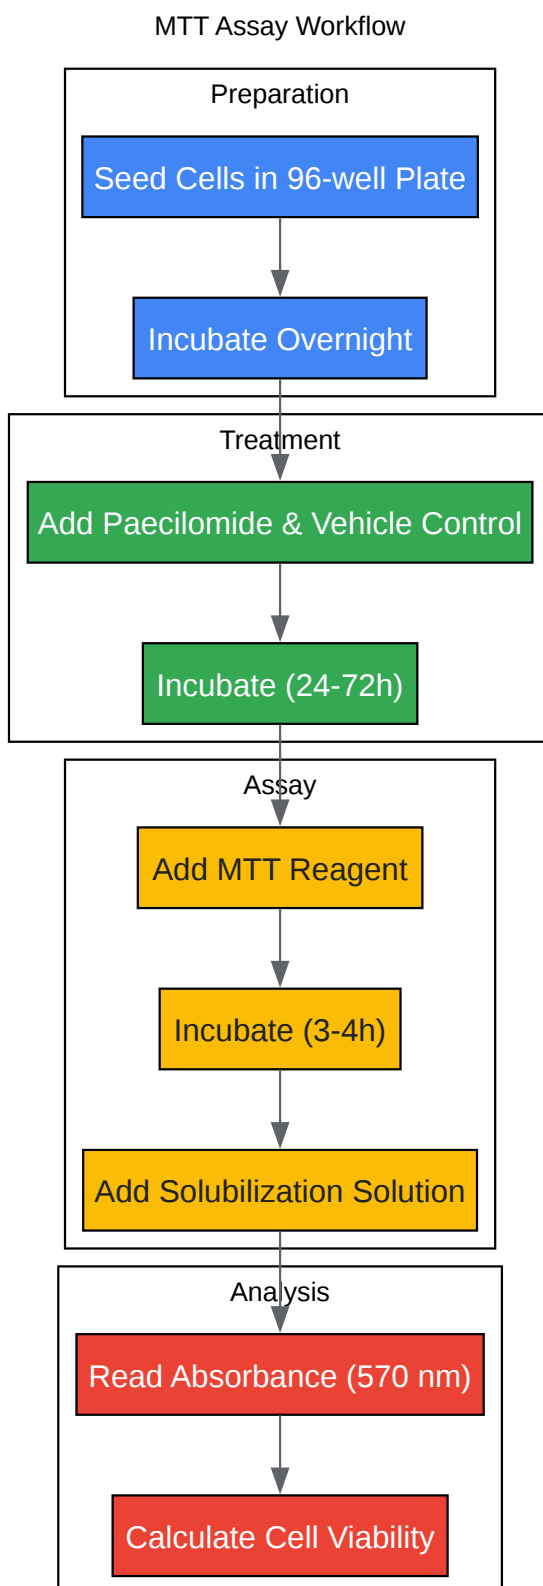 MTT Assay Workflow
Preparation
Seed Cells in 96-well Plate
Incubate Overnight
Treatment
Add Paecilomide & Vehicle Control
Incubate (24-72h)
Assay
Add MTT Reagent
Incubate (3-4h)
Add Solubilization Solution
Analysis
Read Absorbance (570 nm)
Calculate Cell Viability